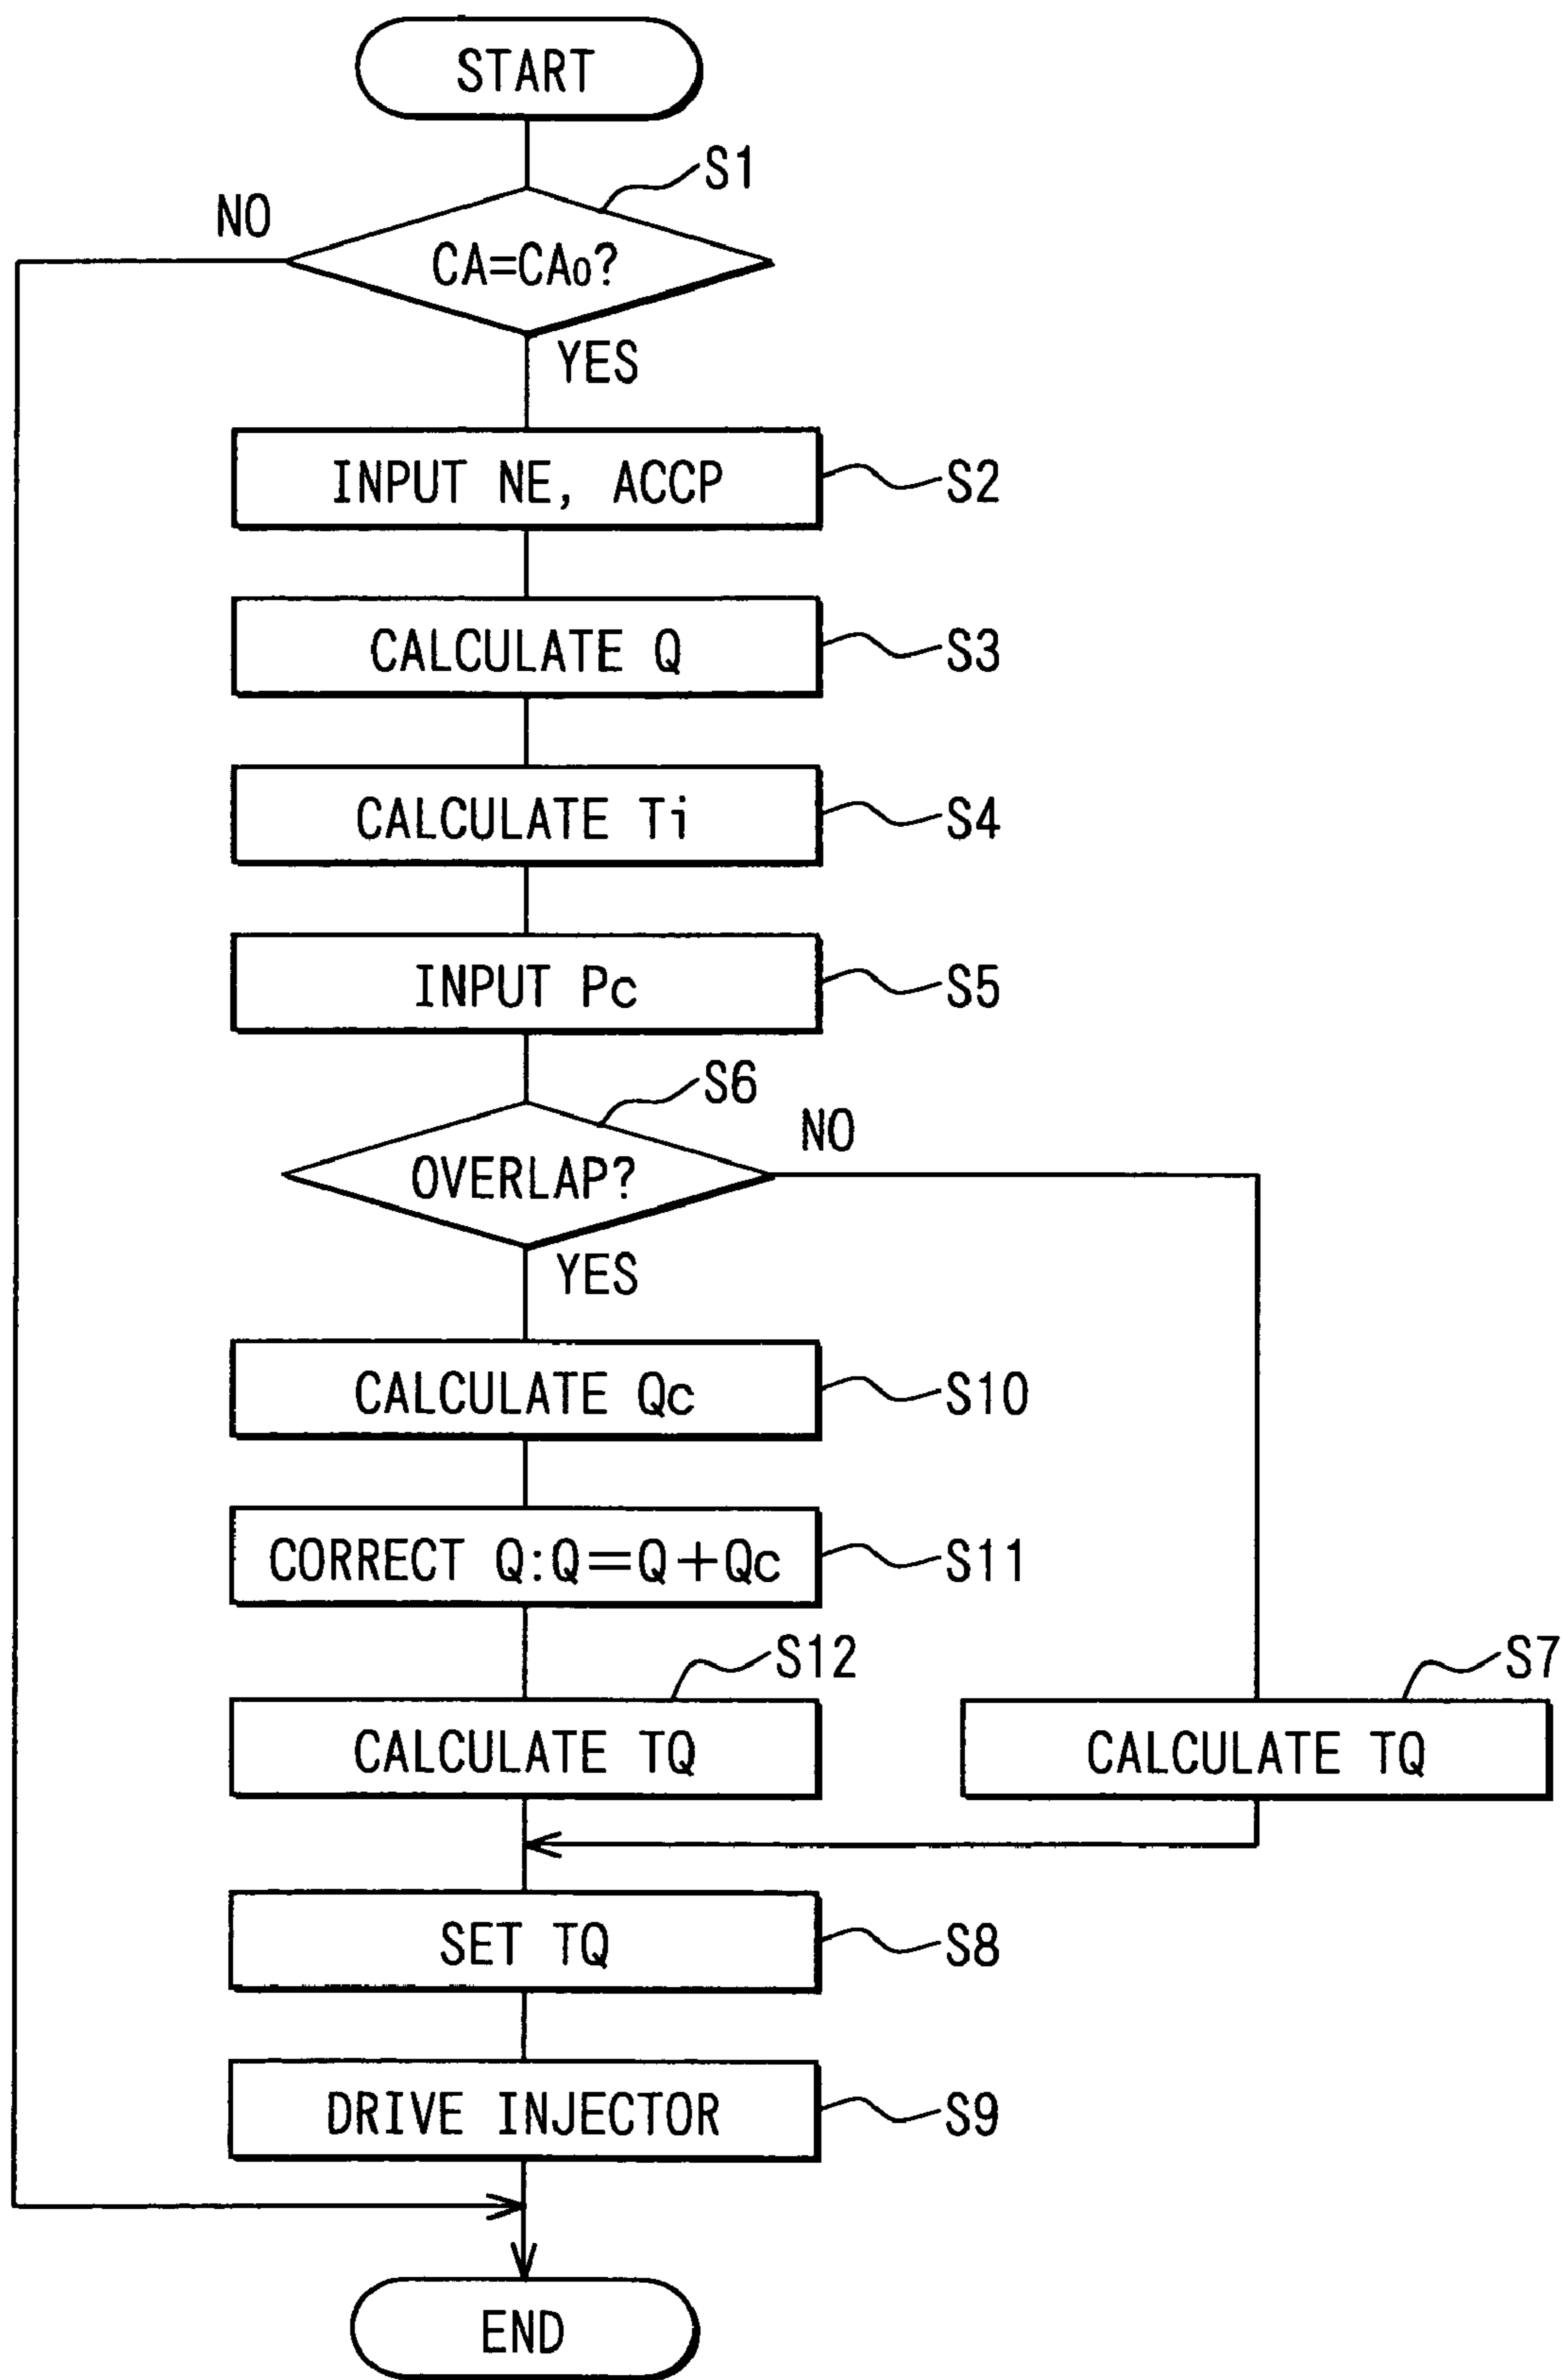 START
S1
NO
CA=CA0?
YES
INPUT NE, ACCP
S2
CALCULATE Q
S3
CALCULATE Ti
S4
INPUT Pc
S5
S6
NO
OVERLAP?
YES
CALCULATE Qc
S10
CORRECT Q:Q=Q+Qc
S11
S12
S7
CALCULATE TQ
CALCULATE TQ
SET TQ
S8
DRIVE INJECTOR
S9
END